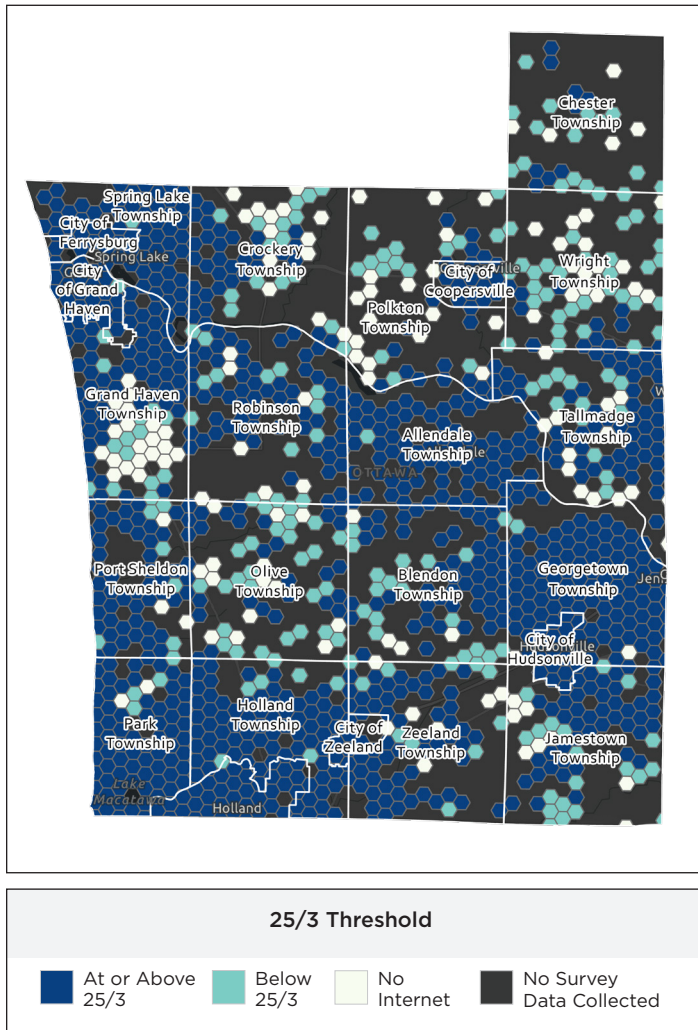 Chester
Township
Spring Lake
Township
City of
Ferrysburg
Spring Lake
City
of Grand
Haven
Crockery
Township
City of
Coopersville
Wright
Township
Polkton
Township
Grand Haven
Township
Robinson
Township
Allendale
Township
Tallmadge
Township
OTTAWA
Port Sheldon
Township
Olive
Township
Blendon
Township
Georgetown
Township
Jen
City of
Hudsonville
Hudsonville
Park
Township
Holland
Township
City of
Zeeland
Zeeland
Township
Jamestown
Township
Lake
Macatawa
Holland
25/3 Threshold
At or Above
25/3
Below
25/3
No
Internet
No Survey
Data Collected